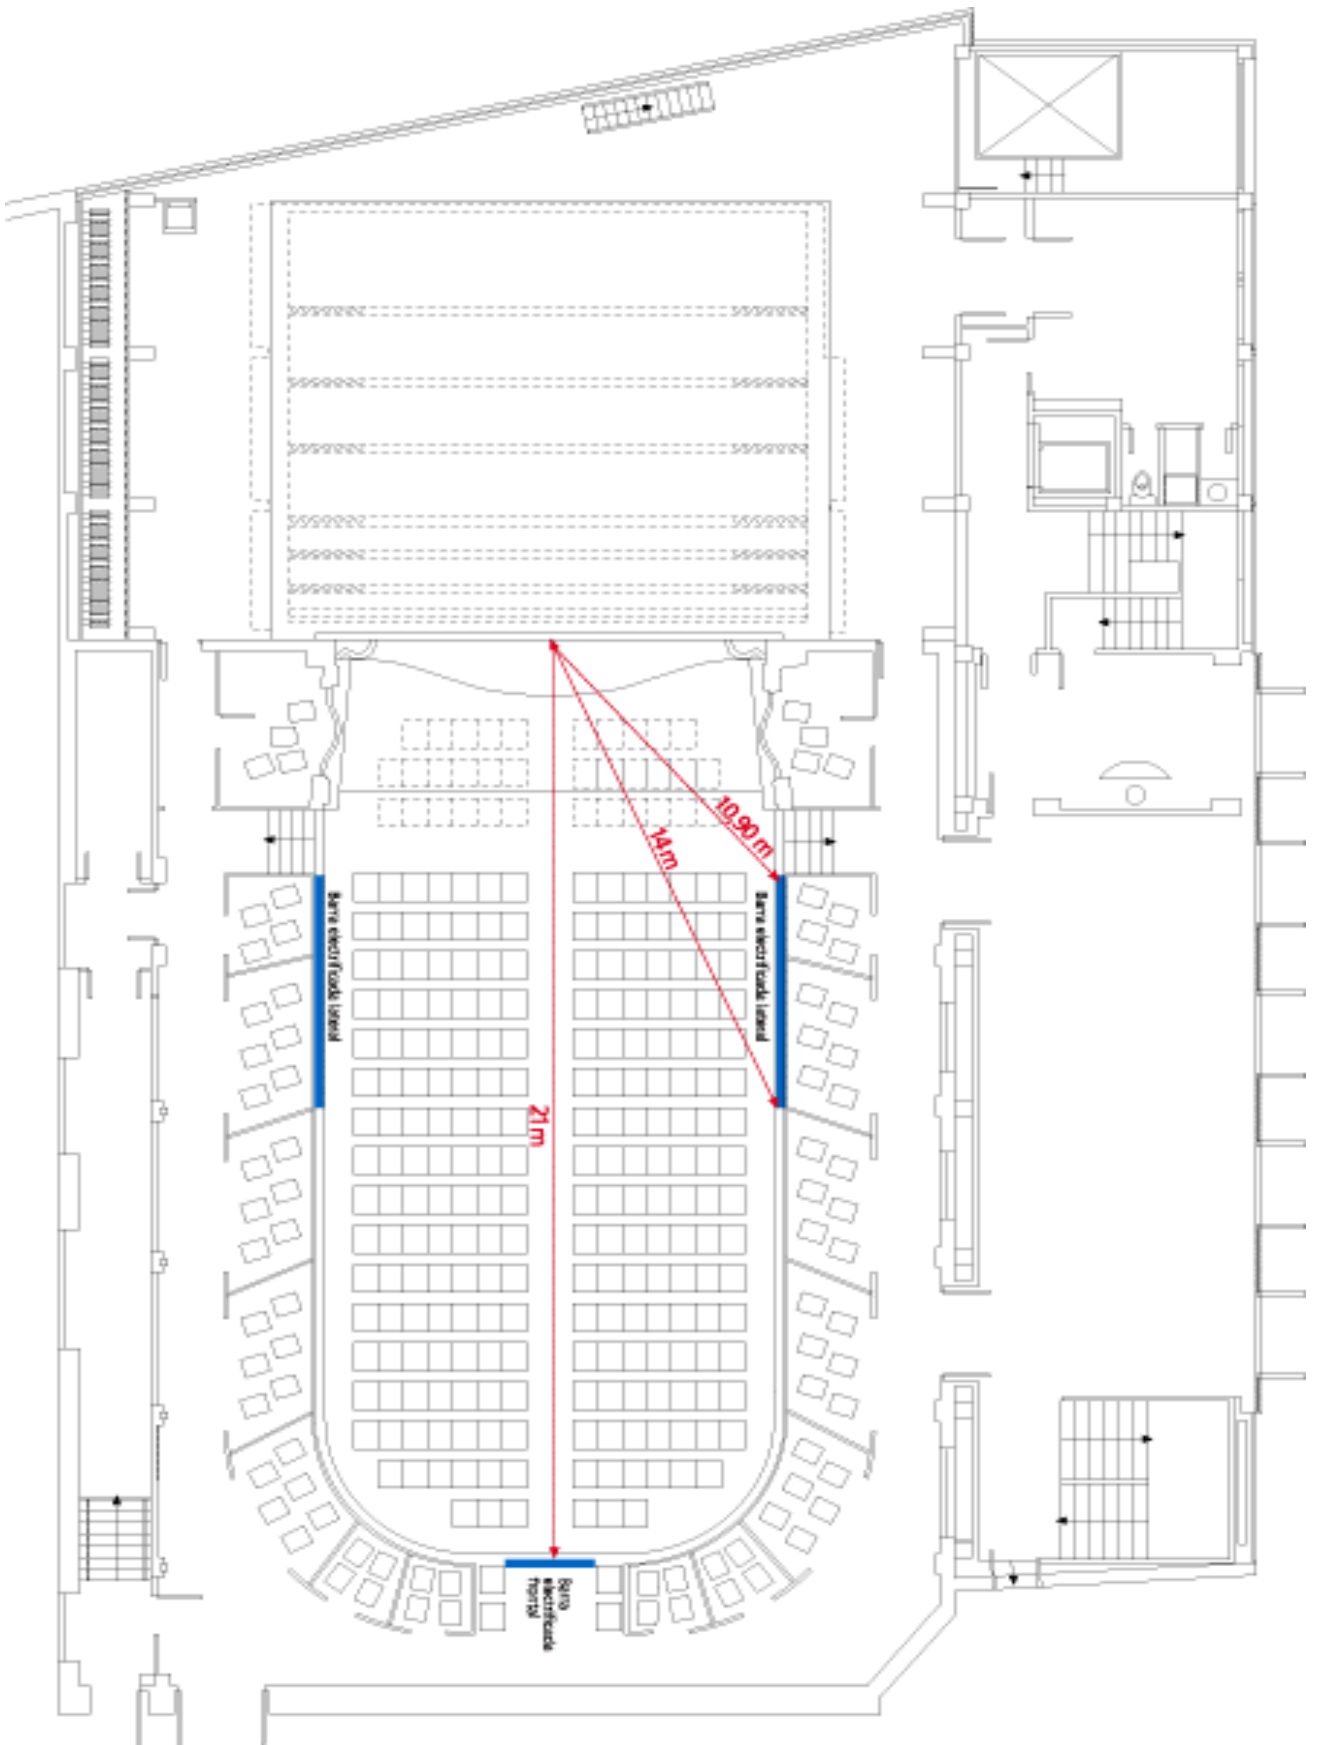 10,90 m
14 m
Barra electrificada lateral
Barra electrificada lateral
21 m
Barra
electrificada
frontal